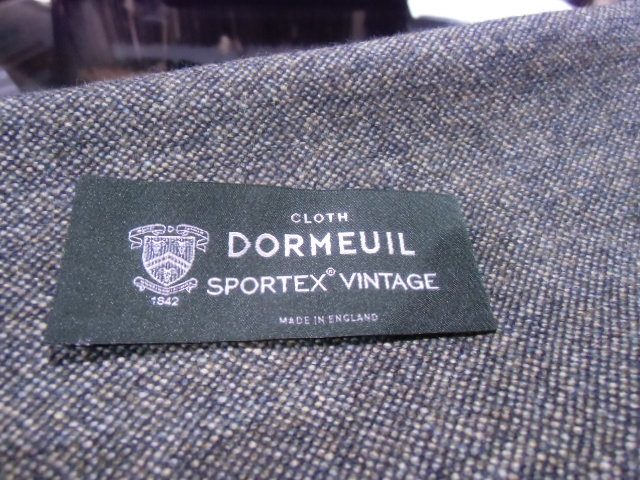 CLOTH
DORMEUIL
SPORTEX® VINTAGE
1842
MADE IN ENGLAND